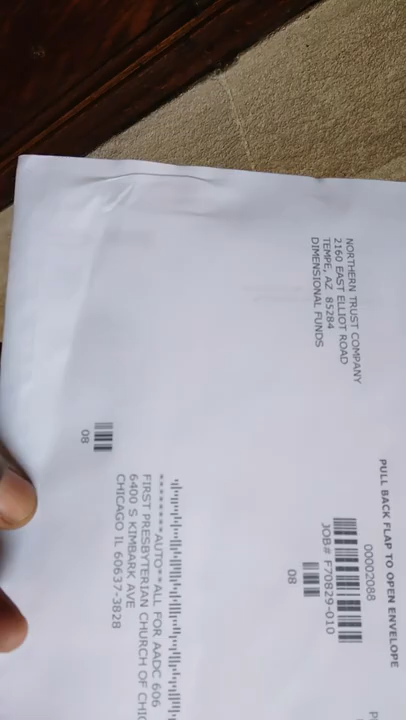 NORTHERN TRUST COMPANY
2160 EAST ELLIOT ROAD
TEMPE, AZ 85284
DIMENSIONAL FUNDS
PULL BACK FLAP TO OPEN ENVELOPE
00002088
JOB# F70829-010
08
*********AUTO**ALL FOR AADC 606
FIRST PRESBYTERIAN CHURCH OF CHIC
6400 S KIMBARK AVE
CHICAGO IL 60637-3828
08